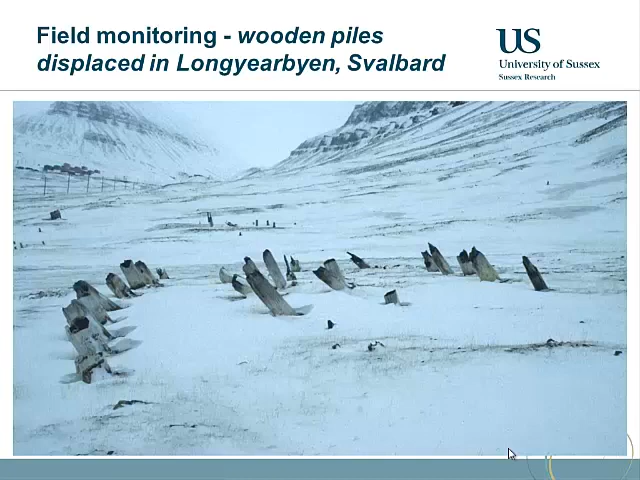 Field monitoring - wooden piles
displaced in Longyearbyen, Svalbard
US
University of Sussex
Sussex Research